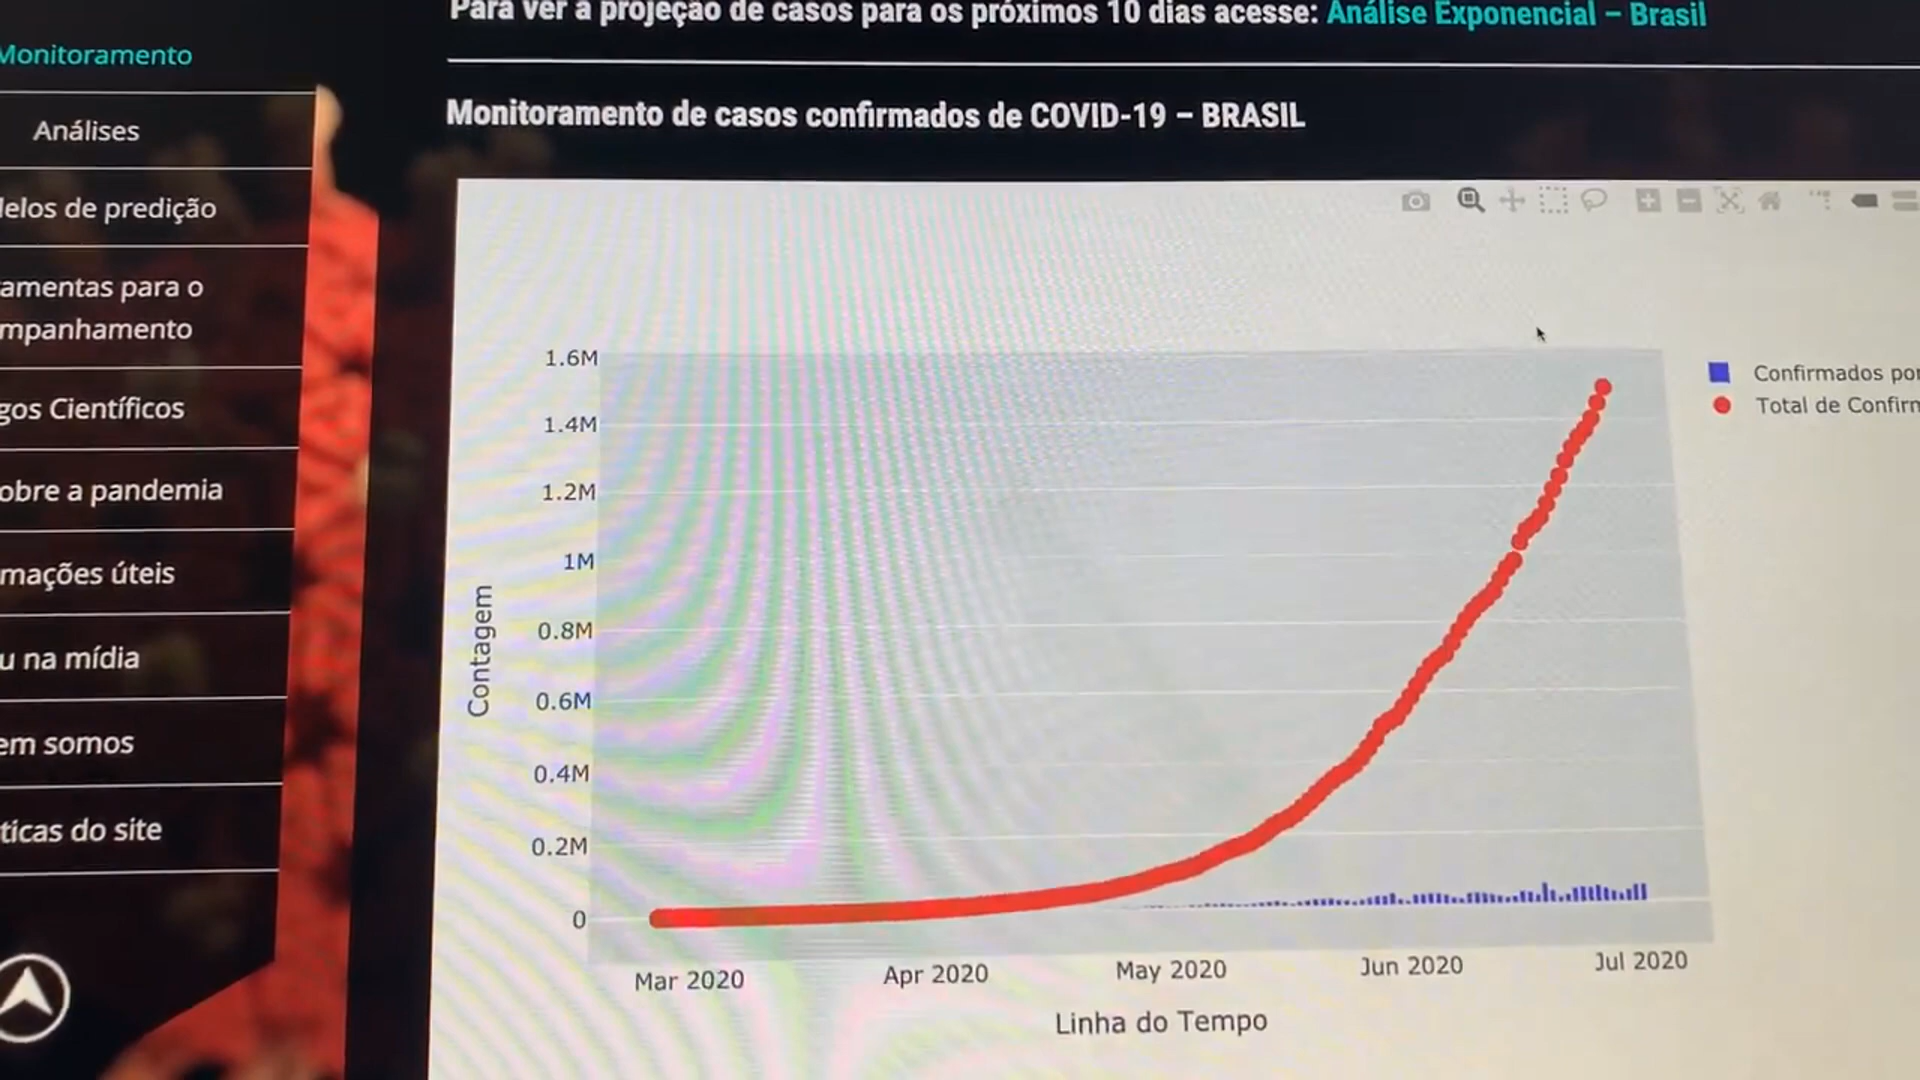 Para ver a projeção de casos para os próximos 10 dias acesse: Análise Exponencial – Brasil
Monitoramento
Análises
delos de predição
amentas para o
mpanhamento
gos Científicos
obre a pandemia
mações úteis
u na mídia
em somos
ticas do site
Monitoramento de casos confirmados de COVID-19 – BRASIL
1.6M
1.4M
1.2M
1M
0.8M
0.6M
0.4M
0.2M
0
Contagem
Mar 2020
Apr 2020
May 2020
Jun 2020
Jul 2020
Linha do Tempo
Confirmados por
Total de Confirm